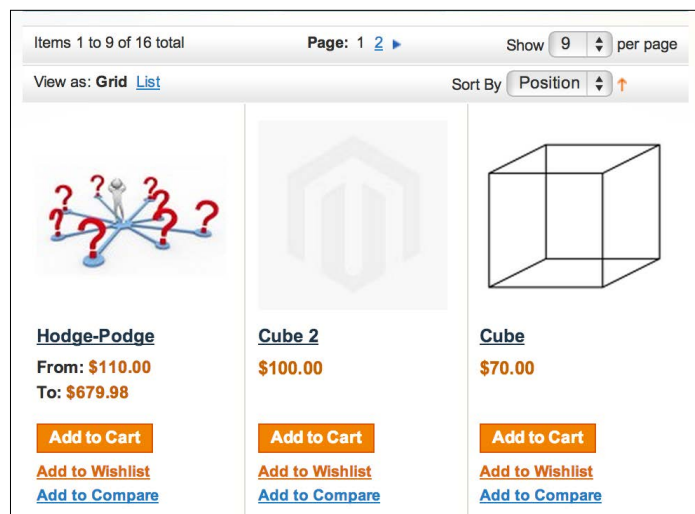 Items 1 to 9 of 16 total Page: 1 2 Show 9 per page
View as: Grid List Sort By Position
? ? ? ? ? ? ? ?
Hodge-Podge Cube 2 Cube
From: $110.00 $100.00 $70.00
To: $679.98
Add to Cart Add to Cart Add to Cart
Add to Wishlist Add to Wishlist Add to Wishlist
Add to Compare Add to Compare Add to Compare